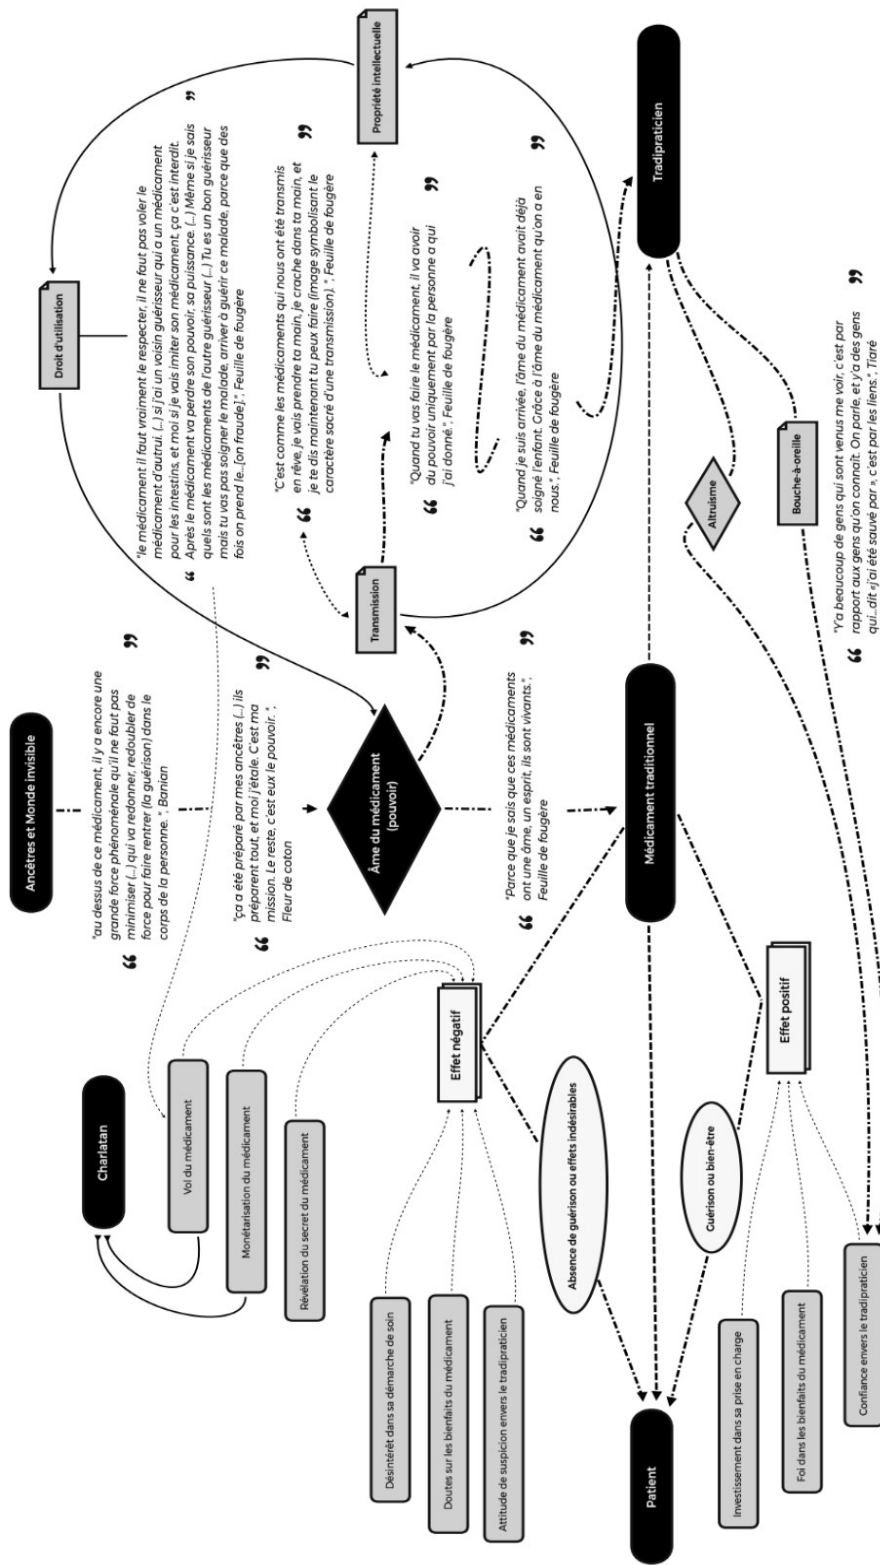 Ancêtres et Monde invisible
Droit d'utilisation
"le médicament il faut vraiment le respecter, il ne faut pas voler le
médicament d'autrui. (...) si j'ai un voisin guérisseur qui a un médicament
pour les intestins, et moi si je vais imiter son médicament, ça c'est interdit.
Après le médicament va perdre son pouvoir, sa puissance. (...) Même si je sais
quels sont les médicaments de l'autre guérisseur (...) Tu es un bon guérisseur
mais tu vas pas soigner le malade, arriver à guérir ce malade, parce que des
fois on prend le...[on fraude].", Feuille de fougère
Charlatan
"au dessus de ce médicament, il y a encore une
grande force phénoménale qu'il ne faut pas
minimiser (...) qui va redonner, redoubler de
force pour faire rentrer (la guérison) dans le
corps de la personne. ", Banian
Vol du médicament
Monétarisation du médicament
Révélation du secret du médicament
"ça a été préparé par mes ancêtres (...) ils
préparent tout, et moi j'étale. C'est ma
mission. Le reste, c'est eux le pouvoir. ",
Fleur de coton
"C'est comme les médicaments qui nous ont été transmis
en rêve, je vais prendre ta main, je crache dans ta main, et
je te dis maintenant tu peux faire (image symbolisant le
caractère sacré d'une transmission). ", Feuille de fougère
Âme du médicament
(pouvoir)
Transmission
Propriété intellectuelle
"Quand tu vas faire le médicament, il va avoir
du pouvoir uniquement par la personne a qui
j'ai donné.", Feuille de fougère
Désintérêt dans sa démarche de soin
Doutes sur les bienfaits du médicament
Attitude de suspicion envers le tradipraticien
Effet négatif
"Parce que je sais que ces médicaments
ont une âme, un esprit, ils sont vivants.",
Feuille de fougère
"Quand je suis arrivée, l'âme du médicament avait déjà
soigné l'enfant. Grâce à l'âme du médicament qu'on a en
nous.", Feuille de fougère
Absence de guérison ou effets indésirables
Patient
Médicament traditionnel
Tradipraticien
Guérison ou bien-être
Altruisme
Investissement dans sa prise en charge
Foi dans les bienfaits du médicament
Confiance envers le tradipraticien
Effet positif
Bouche-à-oreille
"Y'a beaucoup de gens qui sont venus me voir, c'est par
rapport aux gens qu'on connaît. On parle, et y'a des gens
qui...dit «j'ai été sauvé par », c'est par les liens.", Tiaré